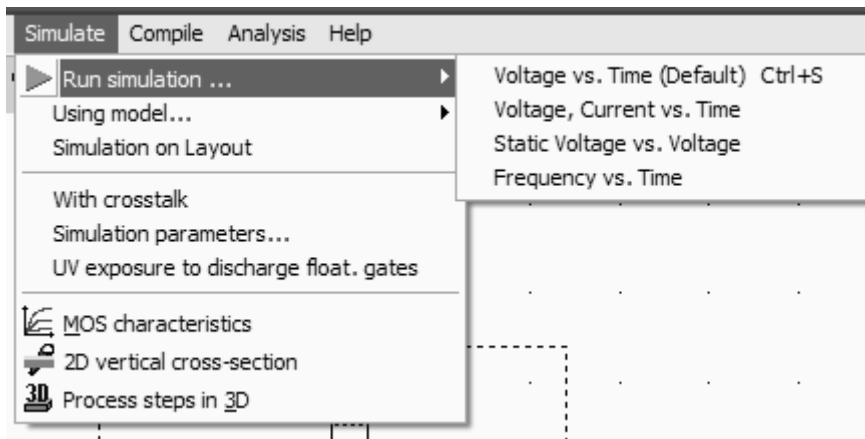 Simulate Compile Analysis Help
Run simulation ...
Using model...
Simulation on Layout
With crosstalk
Simulation parameters...
UV exposure to discharge float. gates
MOS characteristics
2D vertical cross-section
3D Process steps in 3D
Voltage vs. Time (Default) Ctrl+S
Voltage, Current vs. Time
Static Voltage vs. Voltage
Frequency vs. Time